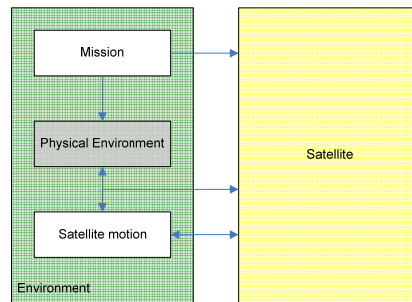 Mission
Physical Environment
Satellite
Satellite motion
Environment